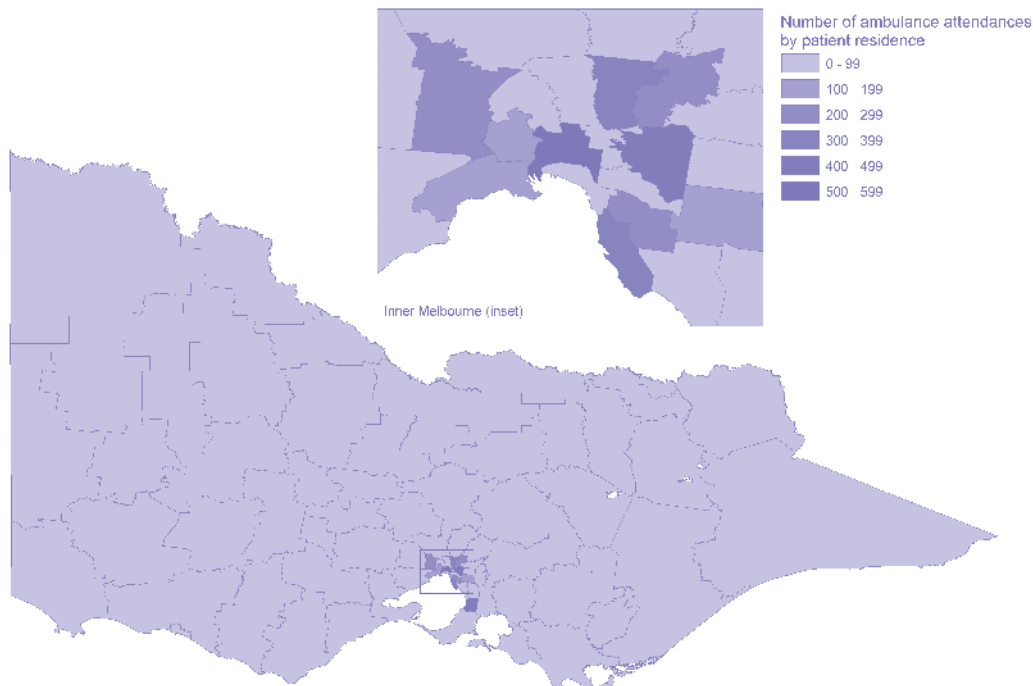 Number of ambulance attendances
by patient residence
0 - 99
100 199
200 299
300 399
400 499
500 599
Inner Melbourne (inset)